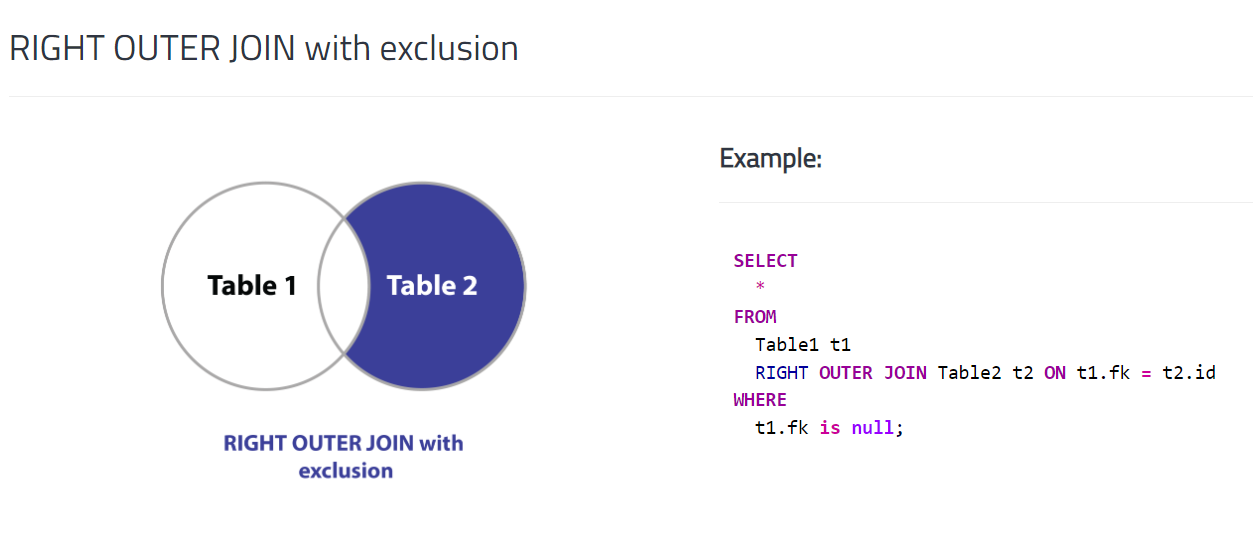 RIGHT OUTER JOIN with exclusion
Table 1
Table 2
RIGHT OUTER JOIN with
exclusion
Example:
SELECT
*
FROM
Table1 t1
RIGHT OUTER JOIN Table2 t2 ON t1.fk = t2.id
WHERE
t1.fk is null;